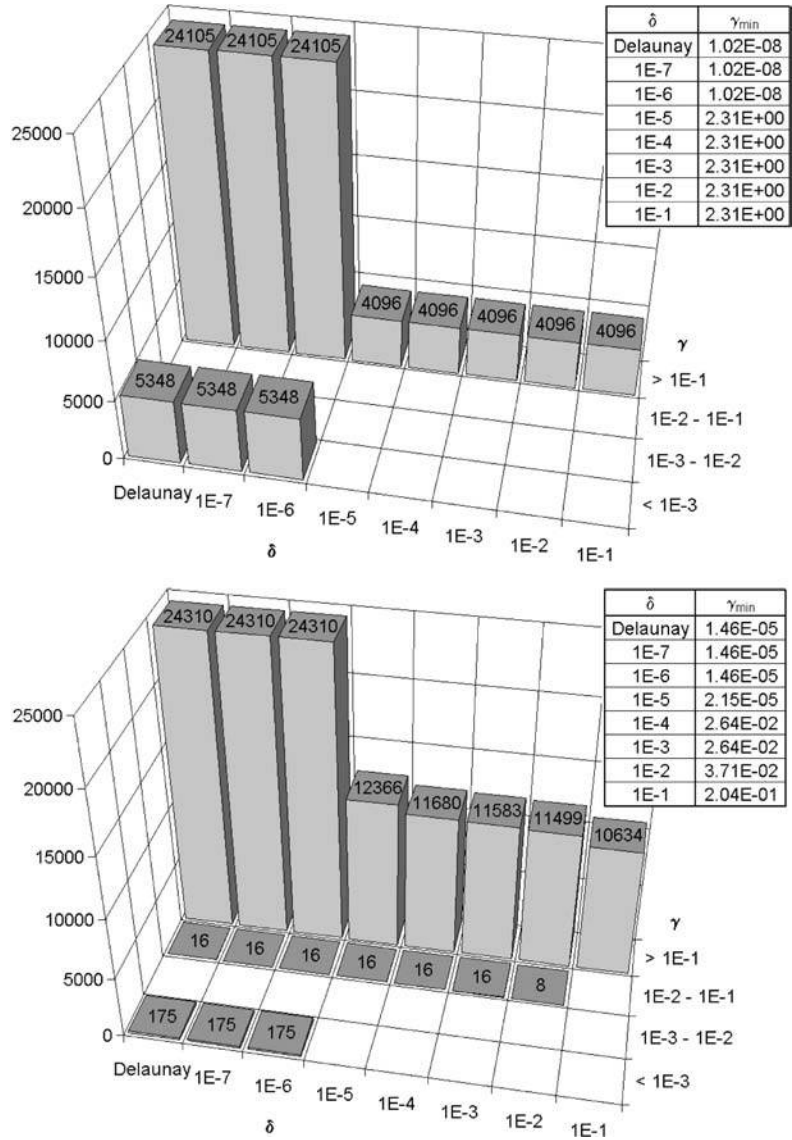 δ γmin
Delaunay 1.02E-08
1E-7 1.02E-08
1E-6 1.02E-08
1E-5 2.31E+00
1E-4 2.31E+00
1E-3 2.31E+00
1E-2 2.31E+00
1E-1 2.31E+00
24105 24105 24105
25000
20000
15000
10000
5000
0
4096 4096 4096 4096 4096
5348 5348 5348
γ
> 1E-1
1E-2 - 1E-1
1E-3 - 1E-2
< 1E-3
Delaunay 1E-7 1E-6 1E-5 1E-4 1E-3 1E-2 1E-1
δ
δ γmin
Delaunay 1.46E-05
1E-7 1.46E-05
1E-6 1.46E-05
1E-5 2.15E-05
1E-4 2.64E-02
1E-3 2.64E-02
1E-2 3.71E-02
1E-1 2.04E-01
24310 24310 24310
25000
20000
15000
10000
5000
0
12366 11680 11583 11499 10634
16 16 16 16 16 16 8
175 175 175
γ
> 1E-1
1E-2 - 1E-1
1E-3 - 1E-2
< 1E-3
Delaunay 1E-7 1E-6 1E-5 1E-4 1E-3 1E-2 1E-1
δ